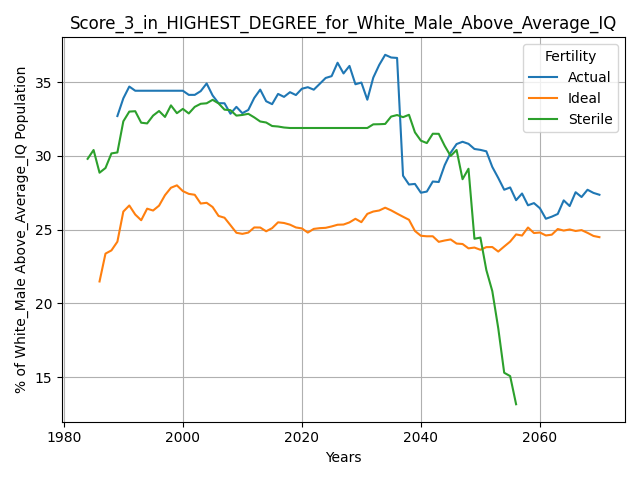 Score_3_in_HIGHEST_DEGREE_for_White_Male_Above_Average_IQ
% of White_Male Above_Average_IQ Population
35
30
25
20
15
Fertility
Actual
Ideal
Sterile
1980 2000 2020 2040 2060
Years